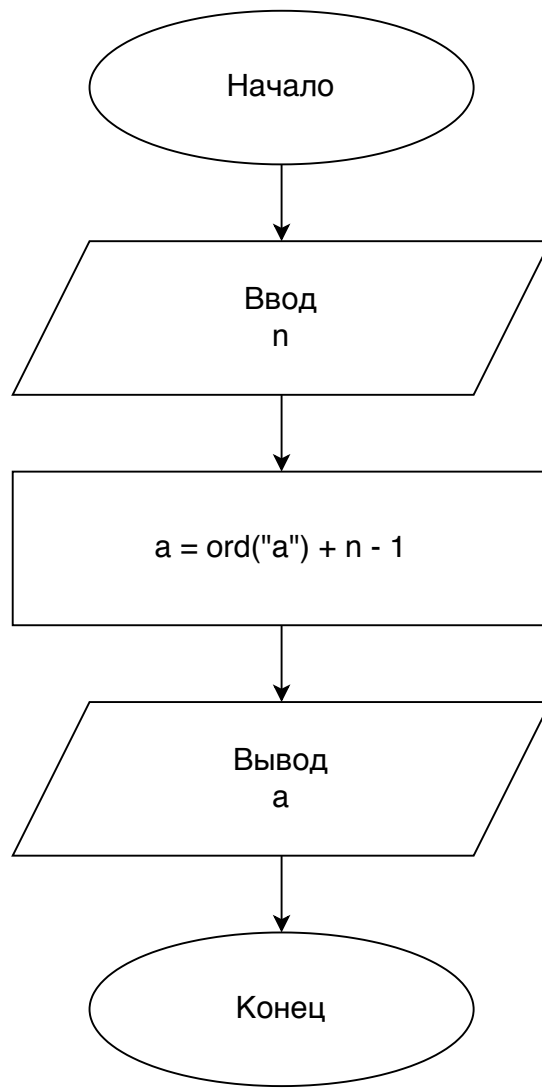 Начало
Ввод
n
a = ord("a") + n - 1
Вывод
a
Конец